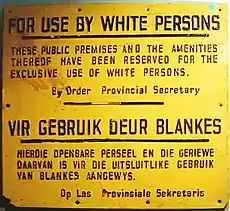 FOR USE BY WHITE PERSONS
THESE PUBLIC PREMISES AND THE AMENITIES
THEREOF HAVE BEEN RESERVED FOR THE
EXCLUSIVE USE OF WHITE PERSONS.
By Order Provincial Secretary
VIR GEBRUIK DEUR BLANKES
HIERDIE OPENBARE PERSEEL EN DIE GERIEWE
DAARVAN IS VIR DIE UITSLUITLIKE GEBRUIK
VAN BLANKES AANGEWYS.
Op Las Provinsiale Sekretaris